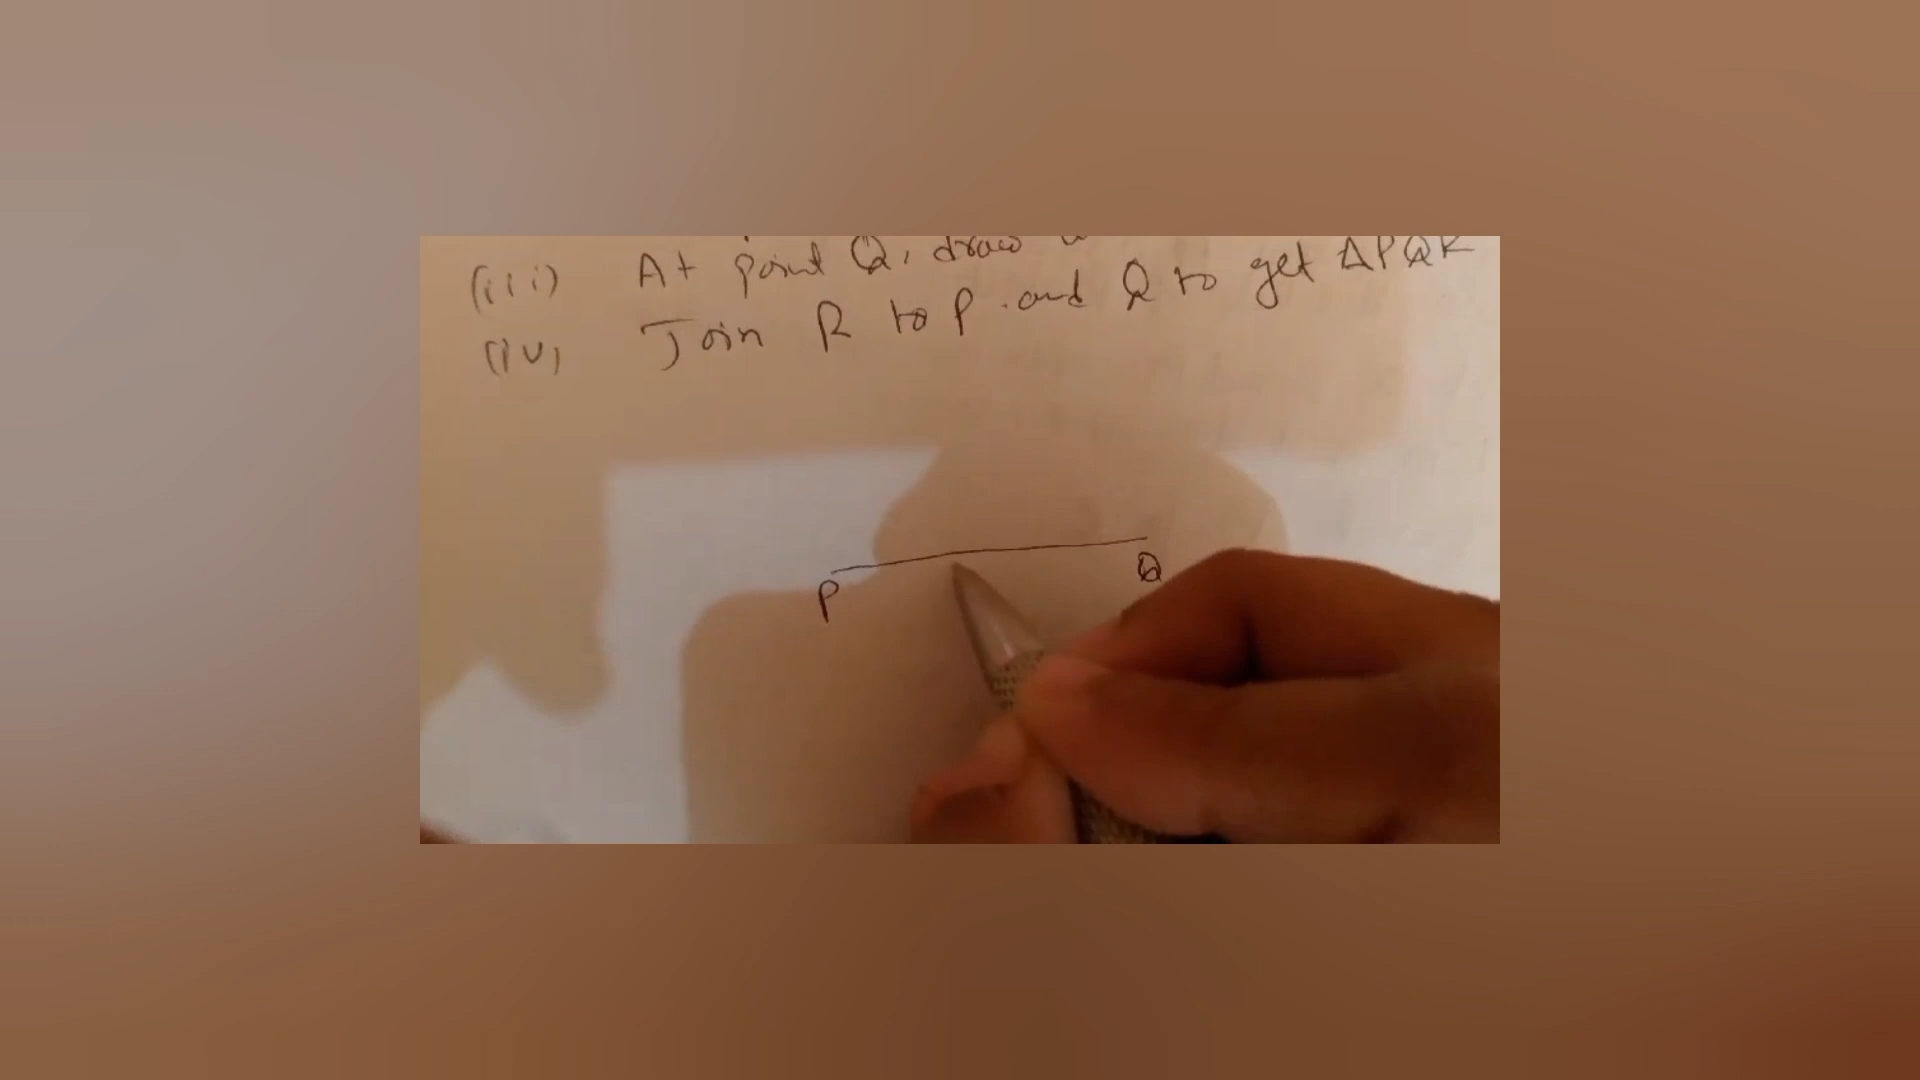 (iii) At point Q, draw
(iv) Join R to P and Q to get ΔPQR
P
Q